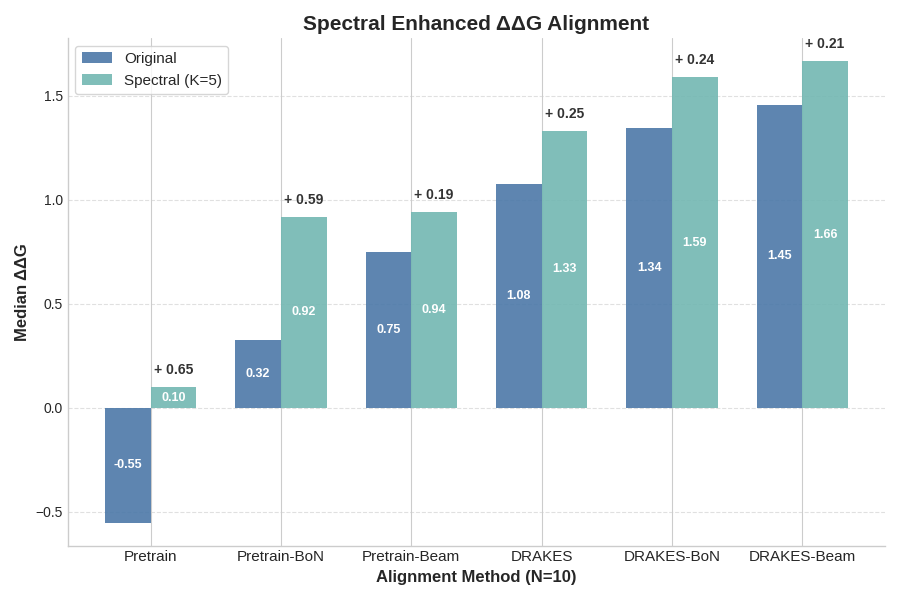 Spectral Enhanced ΔΔG Alignment
Original
Spectral (K=5)
+ 0.65
+ 0.59
+ 0.19
+ 0.25
+ 0.24
+ 0.21
-0.55
0.10
0.32
0.92
0.75
0.94
1.08
1.33
1.34
1.59
1.45
1.66
1.5
1.0
0.5
0.0
−0.5
Median ΔΔG
Pretrain
Pretrain-BoN
Pretrain-Beam
DRAKES
DRAKES-BoN
DRAKES-Beam
Alignment Method (N=10)